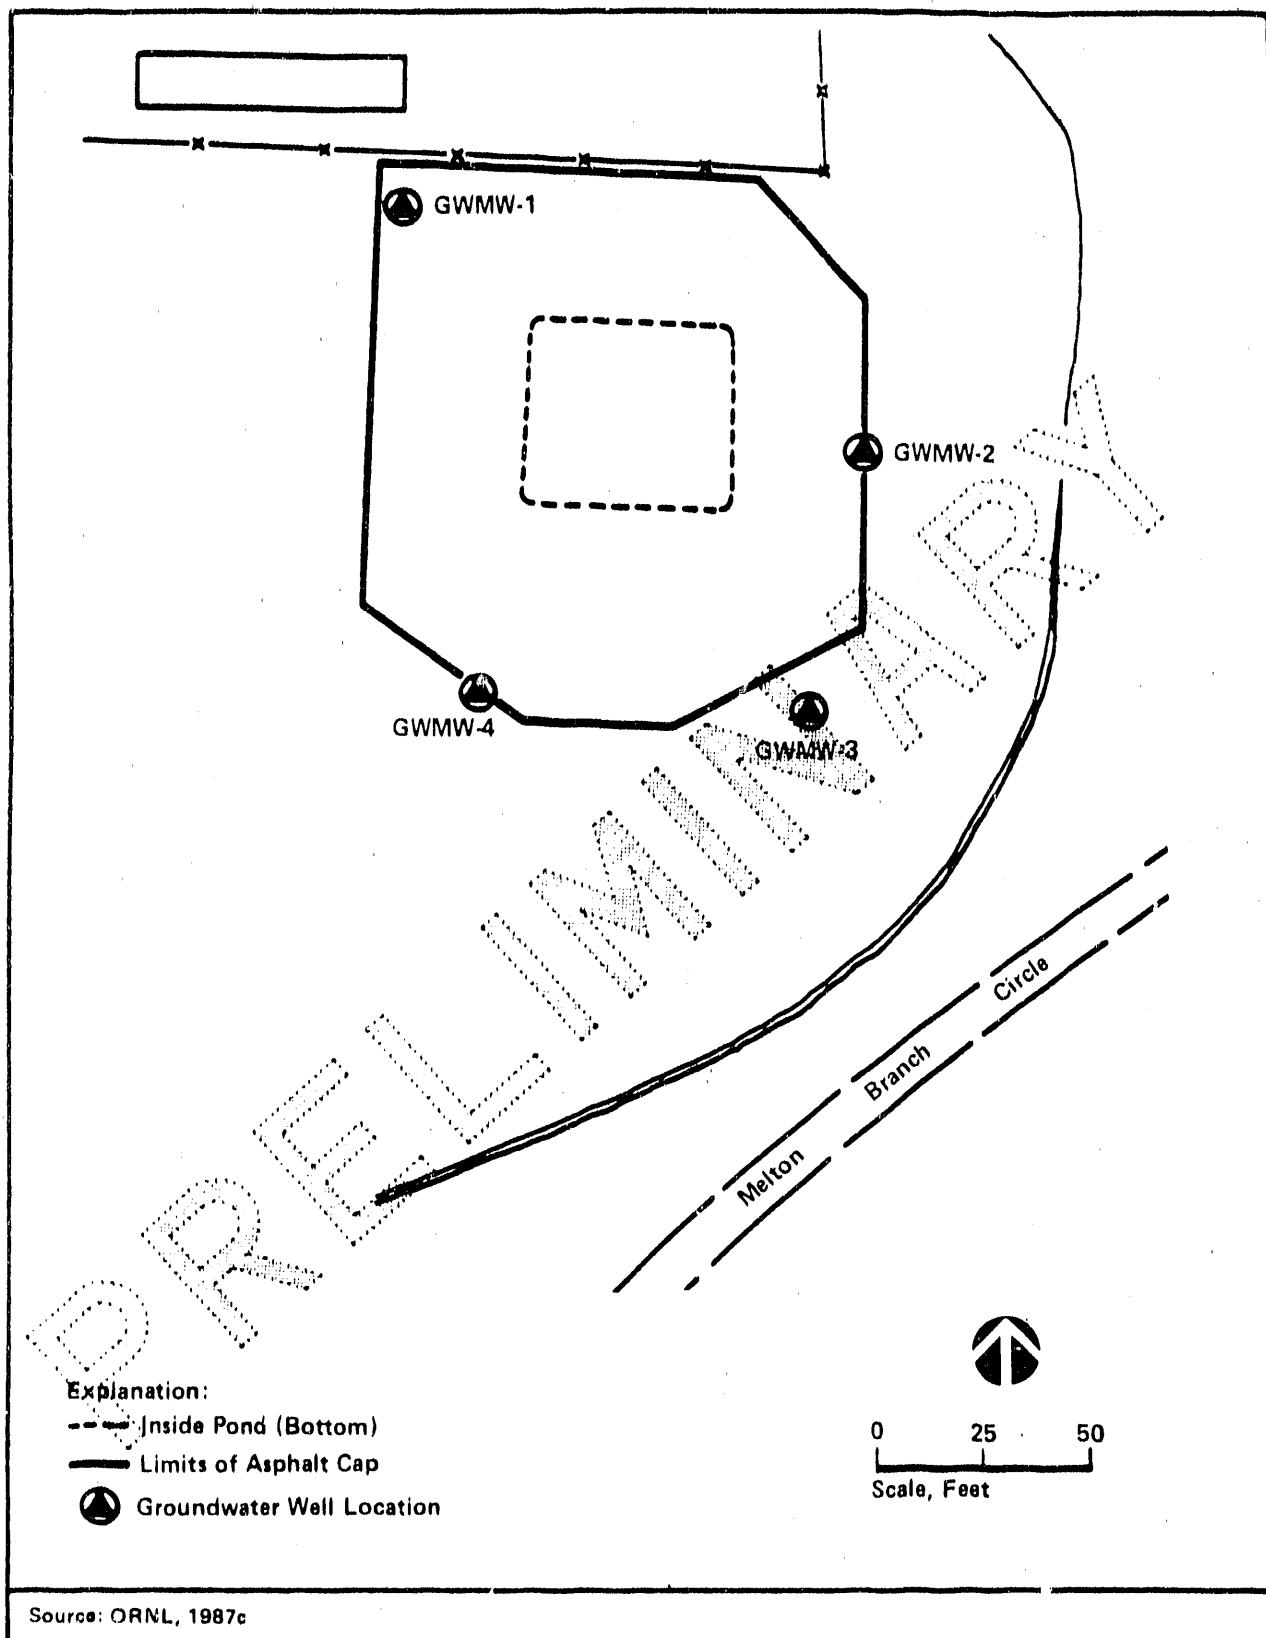 GWMW-1
GWMW-2
GWMW-4
GWMW-3
PRELIMINARY
Melton Branch Circle
Explanation:
Inside Pond (Bottom)
Limits of Asphalt Cap
Groundwater Well Location
0 25 50
Scale, Feet
Source: ORNL, 1987c